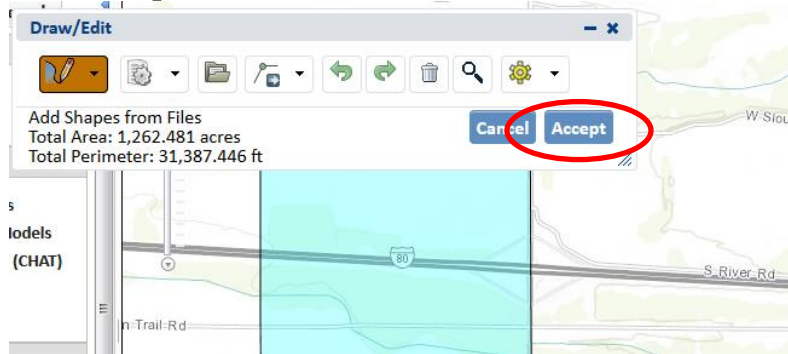 Draw/Edit
Add Shapes from Files
Total Area: 1,262.481 acres
Total Perimeter: 31,387.446 ft
Cancel Accept
W Slou
s
lodels
(CHAT)
80
S River Rd
n Trail Rd